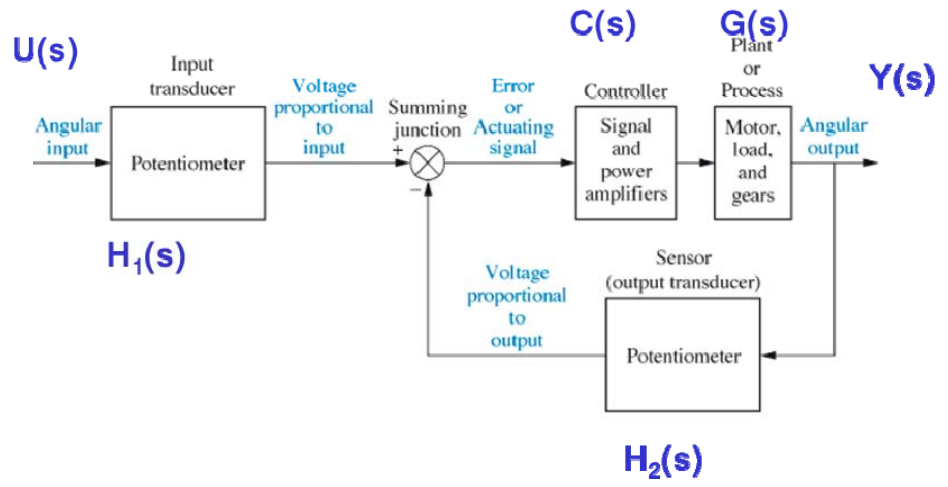 U(s)
C(s)
G(s)
Y(s)
Input
transducer
Angular
input
Potentiometer
H₁(s)
Voltage
proportional
to
input
Summing
junction
+
−
Error
or
Actuating
signal
Controller
Signal
and
power
amplifiers
Plant
or
Process
Motor,
load,
and
gears
Angular
output
Voltage
proportional
to
output
Sensor
(output transducer)
Potentiometer
H₂(s)